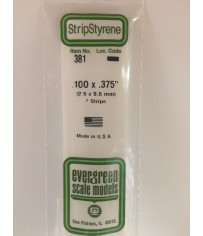 StripStyrene
Item No. Loc. Code
381
.100 x .375"
(2.5 x 9.5 mm)
7 Strips
Made in U.S.A
evergreen
scale models
Des Plaines, IL 60018